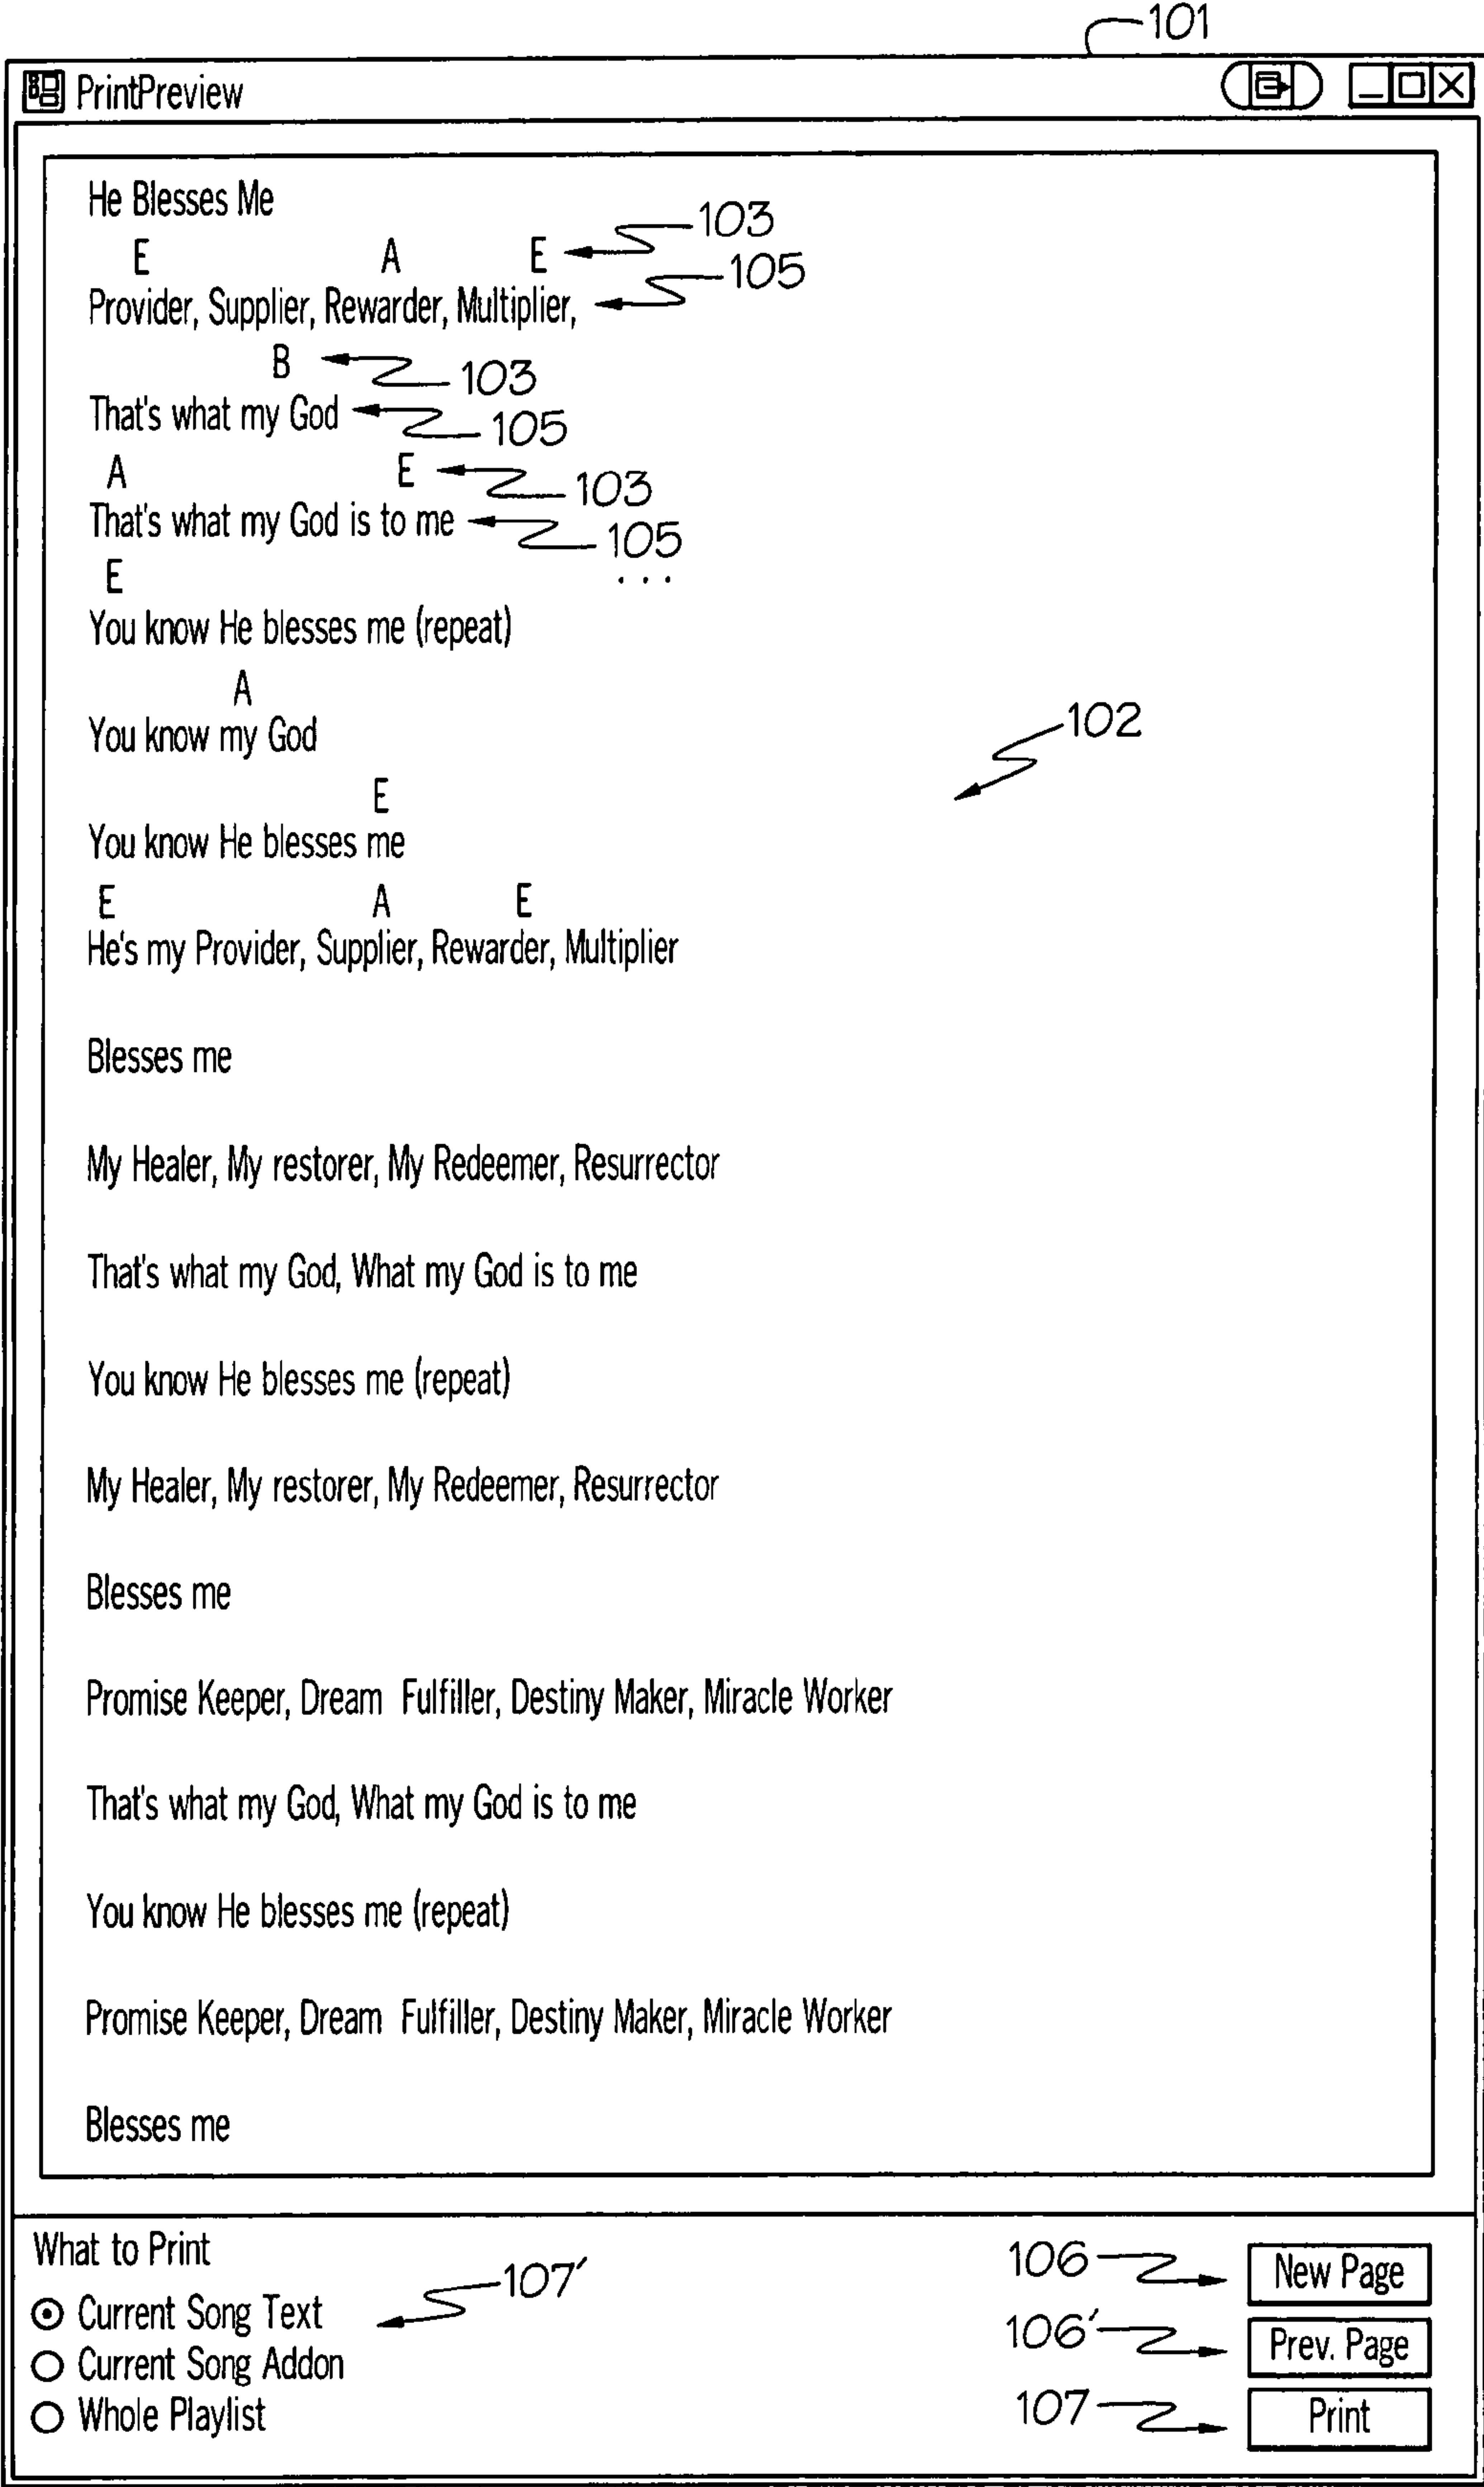 101
PrintPreview
He Blesses Me
E A E 103
Provider, Supplier, Rewarder, Multiplier, 105
B 103
That's what my God 105
A E 103
That's what my God is to me 105
E . . .
You know He blesses me (repeat)
A
You know my God 102
E
You know He blesses me
E A E
He's my Provider, Supplier, Rewarder, Multiplier
Blesses me
My Healer, My restorer, My Redeemer, Resurrector
That's what my God, What my God is to me
You know He blesses me (repeat)
My Healer, My restorer, My Redeemer, Resurrector
Blesses me
Promise Keeper, Dream Fulfiller, Destiny Maker, Miracle Worker
That's what my God, What my God is to me
You know He blesses me (repeat)
Promise Keeper, Dream Fulfiller, Destiny Maker, Miracle Worker
Blesses me
What to Print 106 New Page
Current Song Text 107' 106' Prev. Page
Current Song Addon
Whole Playlist 107 Print